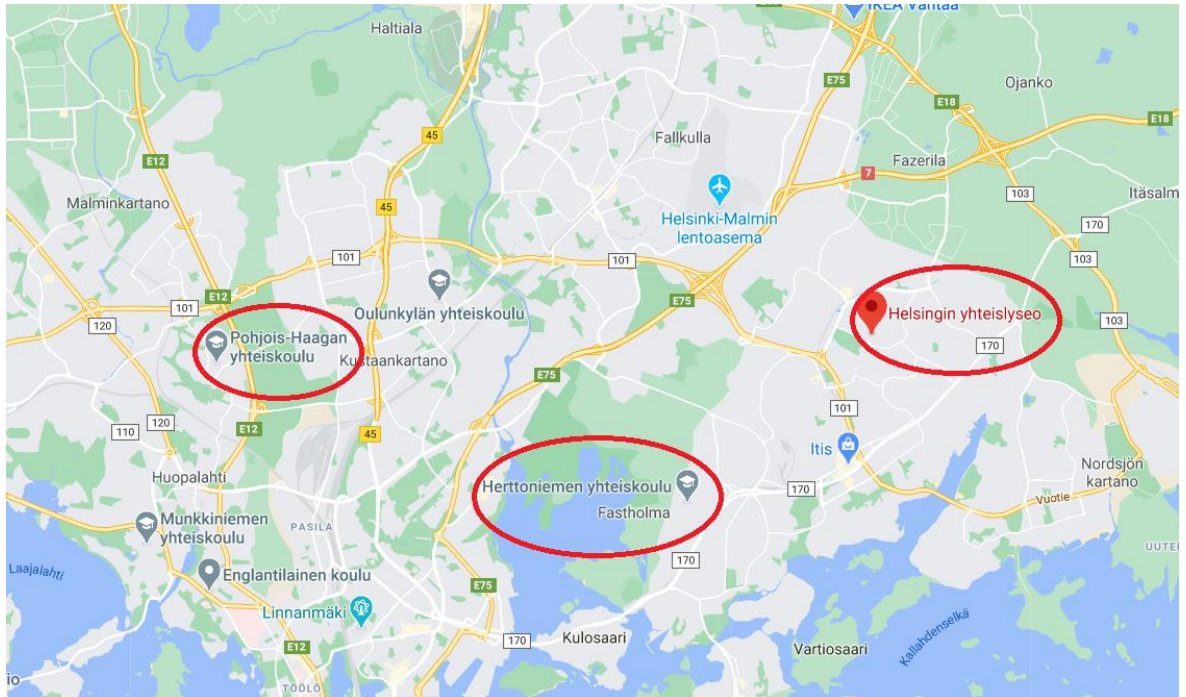 IKEA Vantaa
Haltiala
E75
Ojanko
E18
E18
45
Fallkulla
E12
Fazerila
7
103
Itäsalm
Malminkartano
45
Helsinki-Malmin
lentoasema
170
101
101
103
Oulunkylän yhteiskoulu
E12
101
E75
120
Helsingin yhteislyseo
103
Pohjois-Haagan
yhteiskoulu
Kustaankartano
170
E75
101
120
110
E12
45
Itis
Huopalahti
Herttoniemen yhteiskoulu
Fastholma
170
Nordsjön
kartano
Vuotie
Munkkiniemen
yhteiskoulu
PASILA
UUTE
170
Laajalahti
Englantilainen koulu
E75
Linnanmäki
170
Kulosaari
E12
Vartiosaari
Kallahdenselkä
TÖÖLÖ
io